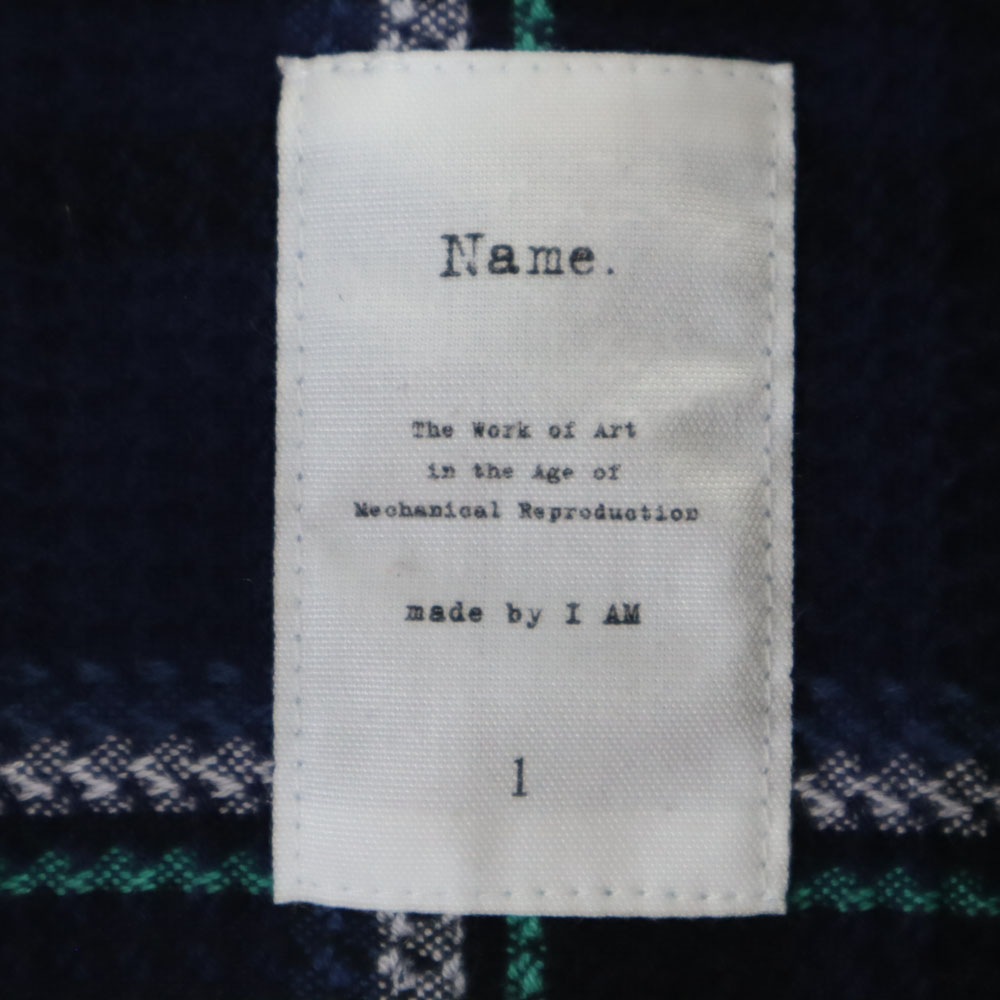 Name.
The Work of Art
in the Age of
Mechanical Reproduction
made by I AM
1